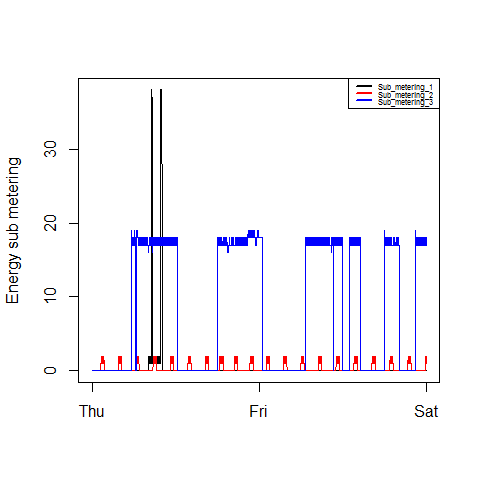 Sub_metering_1
Sub_metering_2
Sub_metering_3
Energy sub metering
30
20
10
0
Thu Fri Sat